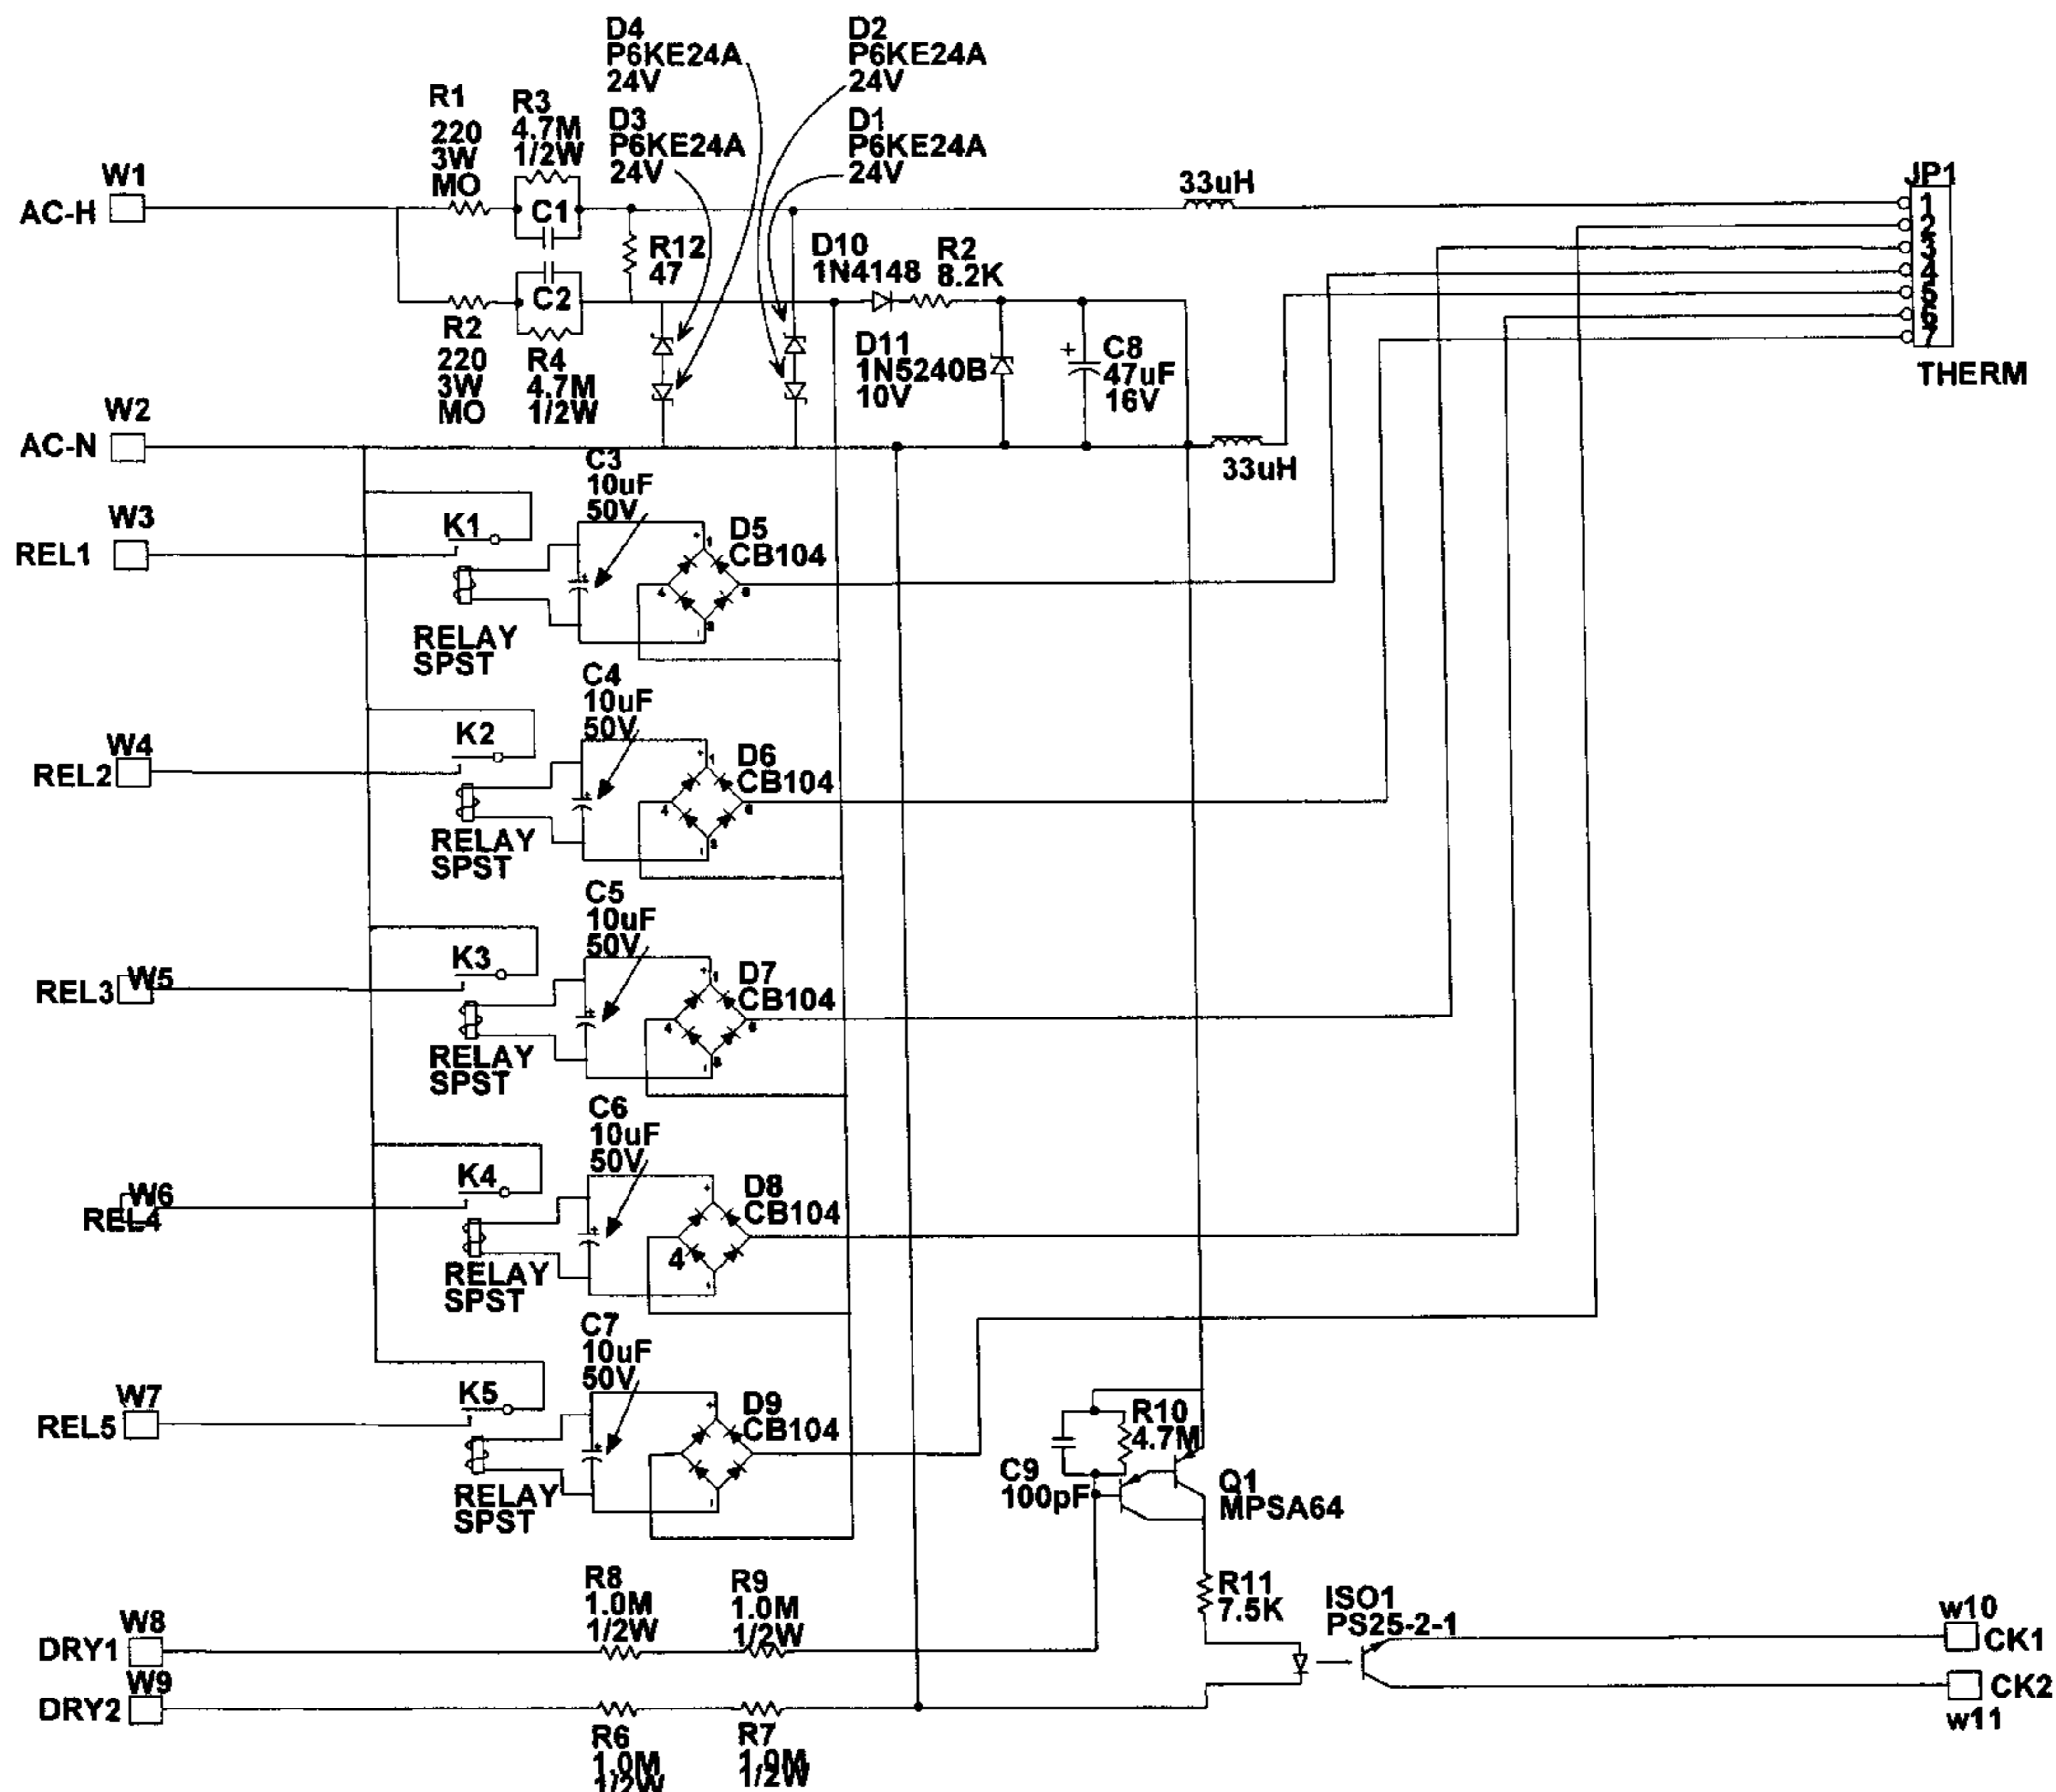 D4
P6KE24A
24V
D2
P6KE24A
24V
D3
P6KE24A
24V
D1
P6KE24A
24V
R1
220
3W
MO
R3
4.7M
1/2W
W1
AC-H
C1
R12
47
C2
R2
220
3W
MO
R4
4.7M
1/2W
D10
1N4148
R2
8.2K
D11
1N5240B
10V
+
C8
47uF
16V
33uH
33uH
JP1
1
2
3
4
5
6
7
THERM
W2
AC-N
W3
REL1
K1
RELAY
SPST
C3
10uF
50V
D5
CB104
W4
REL2
K2
RELAY
SPST
C4
10uF
50V
D6
CB104
W5
REL3
K3
RELAY
SPST
C5
10uF
50V
D7
CB104
W6
REL4
K4
RELAY
SPST
C6
10uF
50V
D8
CB104
4
W7
REL5
K5
RELAY
SPST
C7
10uF
50V
D9
CB104
R10
4.7M
C9
100pF
Q1
MPSA64
R11
7.5K
ISO1
PS25-2-1
W8
DRY1
R8
1.0M
1/2W
R9
1.0M
1/2W
W9
DRY2
R6
1.0M
1/2W
R7
1.0M
1/2W
w10
CK1
CK2
w11